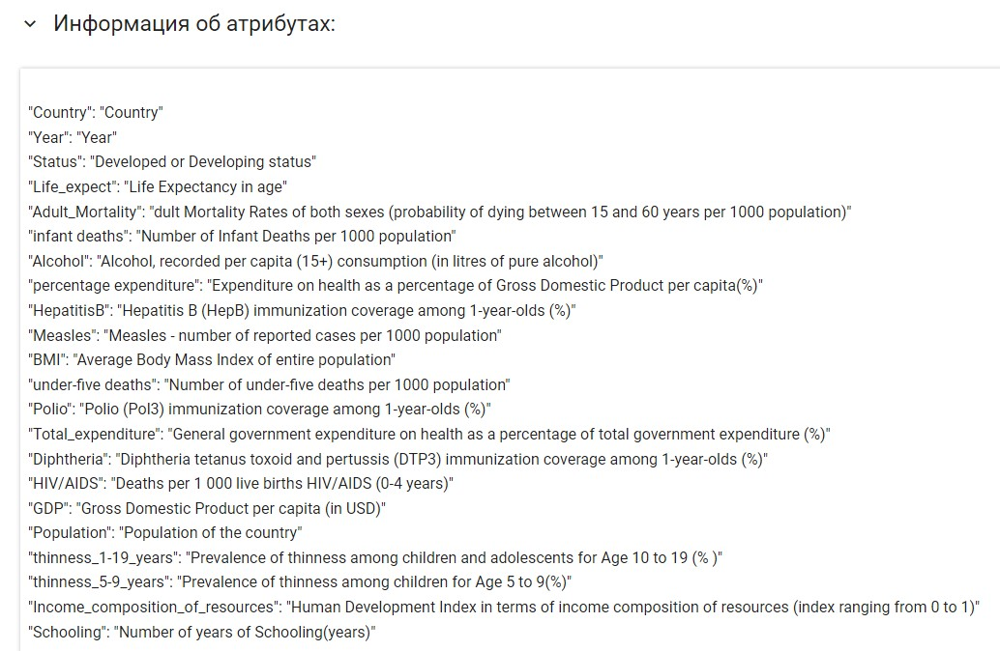 Информация об атрибутах:
"Country": "Country"
"Year": "Year"
"Status": "Developed or Developing status"
"Life_expect": "Life Expectancy in age"
"Adult_Mortality": "dult Mortality Rates of both sexes (probability of dying between 15 and 60 years per 1000 population)"
"infant deaths": "Number of Infant Deaths per 1000 population"
"Alcohol": "Alcohol, recorded per capita (15+) consumption (in litres of pure alcohol)"
"percentage expenditure": "Expenditure on health as a percentage of Gross Domestic Product per capita(%)"
"HepatitisB": "Hepatitis B (HepB) immunization coverage among 1-year-olds (%)"
"Measles": "Measles - number of reported cases per 1000 population"
"BMI": "Average Body Mass Index of entire population"
"under-five deaths": "Number of under-five deaths per 1000 population"
"Polio": "Polio (Pol3) immunization coverage among 1-year-olds (%)"
"Total_expenditure": "General government expenditure on health as a percentage of total government expenditure (%)"
"Diphtheria": "Diphtheria tetanus toxoid and pertussis (DTP3) immunization coverage among 1-year-olds (%)"
"HIV/AIDS": "Deaths per 1 000 live births HIV/AIDS (0-4 years)"
"GDP": "Gross Domestic Product per capita (in USD)"
"Population": "Population of the country"
"thinness_1-19_years": "Prevalence of thinness among children and adolescents for Age 10 to 19 (% )"
"thinness_5-9_years": "Prevalence of thinness among children for Age 5 to 9(%)"
"Income_composition_of_resources": "Human Development Index in terms of income composition of resources (index ranging from 0 to 1)"
"Schooling": "Number of years of Schooling(years)"